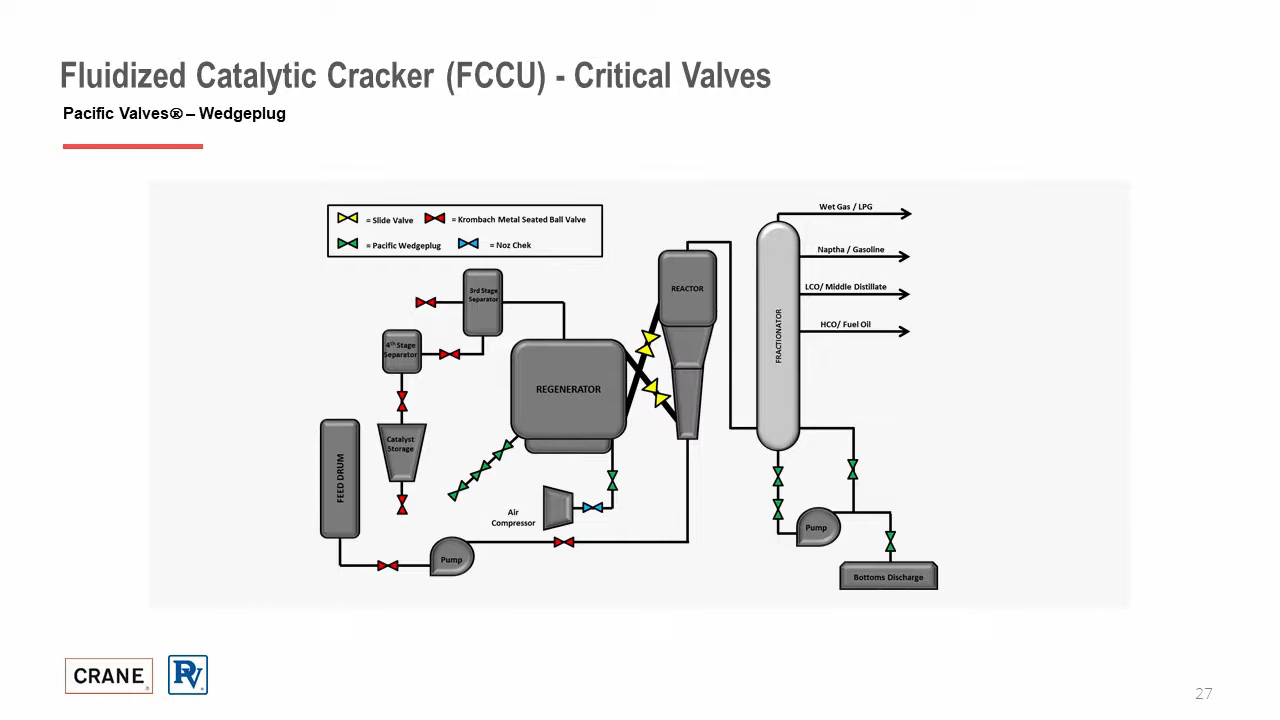 Fluidized Catalytic Cracker (FCCU) - Critical Valves
Pacific Valves® – Wedgeplug
= Slide Valve
= Krombach Metal Seated Ball Valve
= Pacific Wedgeplug
= Noz Chek
Wet Gas / LPG
Naptha / Gasoline
LCO/ Middle Distillate
HCO/ Fuel Oil
3rd Stage
Separator
REACTOR
4th Stage
Separator
REGENERATOR
FRACTIONATOR
Catalyst
Storage
FEED DRUM
Air
Compressor
Pump
Pump
Bottoms Discharge
CRANE®
PV
27